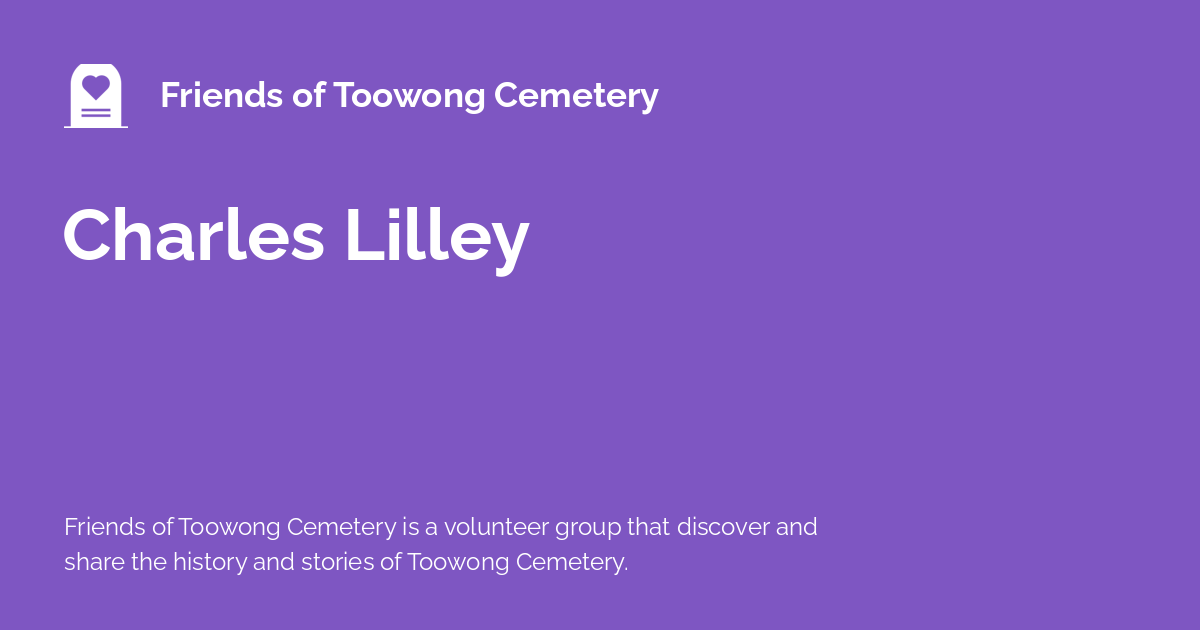 Friends of Toowong Cemetery
Charles Lilley
Friends of Toowong Cemetery is a volunteer group that discover and
share the history and stories of Toowong Cemetery.